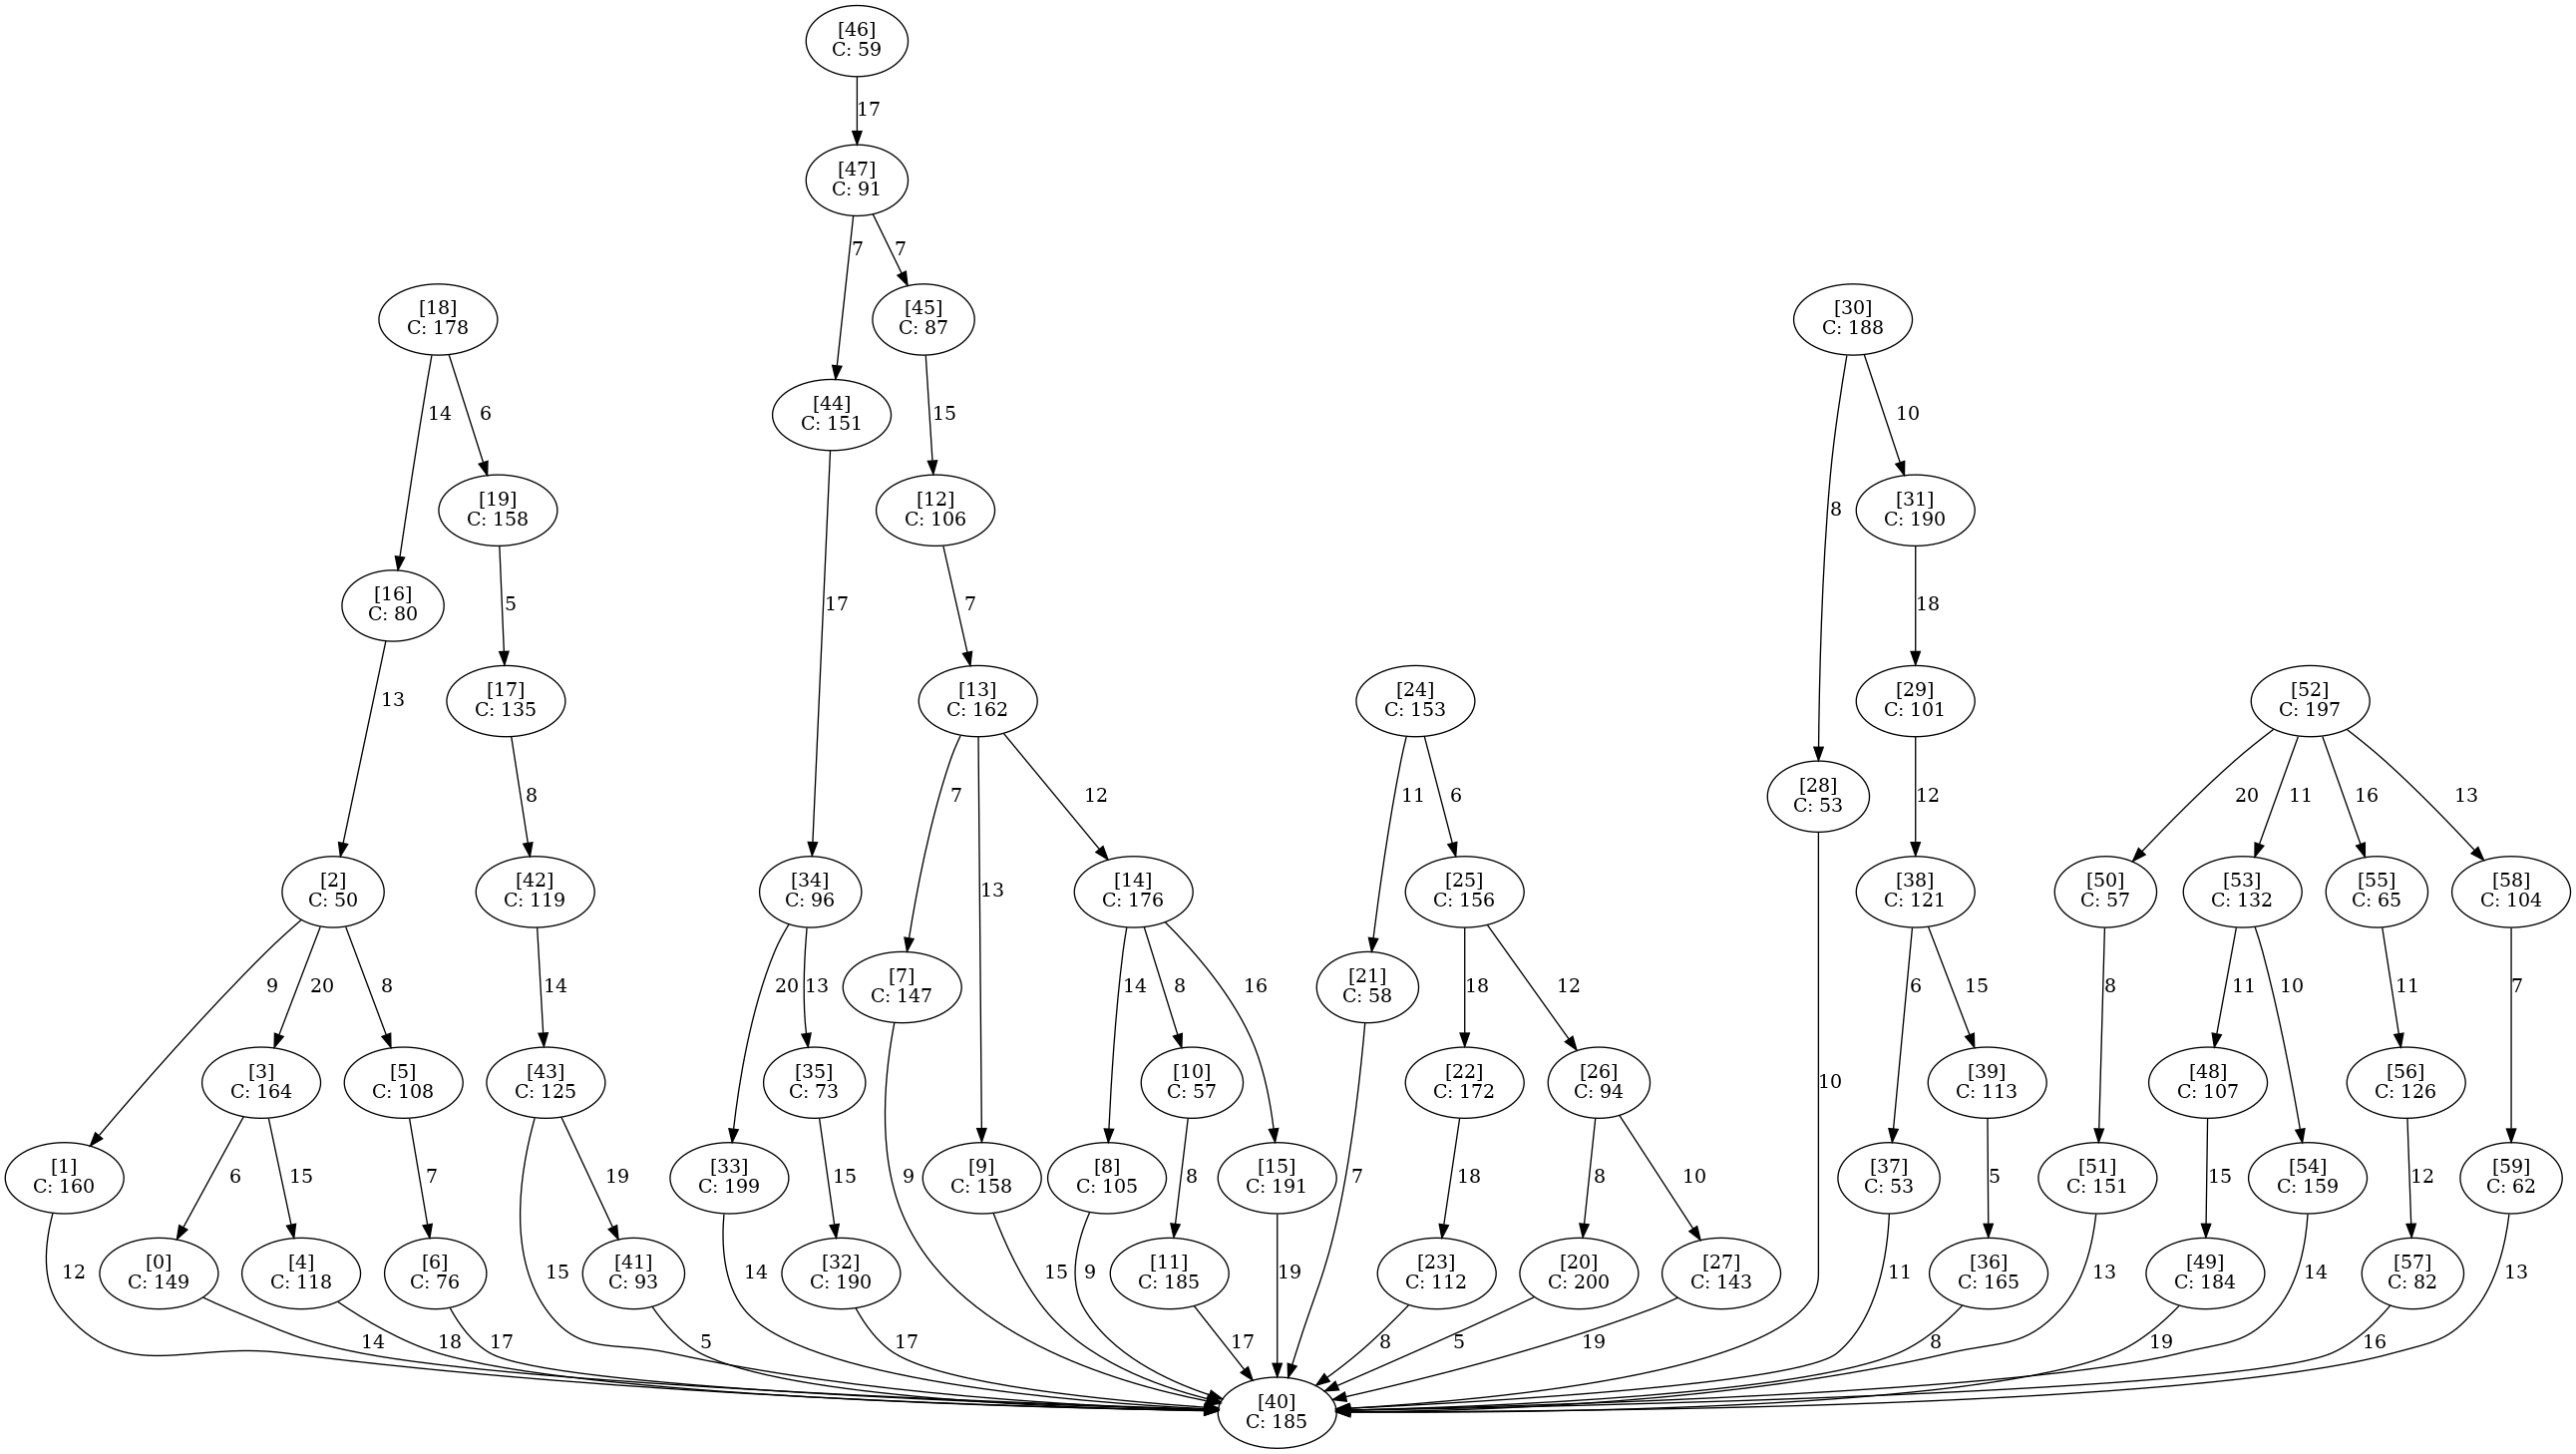 [46]
C: 59
17
[47]
C: 91
7
7
[18]
C: 178
[45]
C: 87
[30]
C: 188
14
6
[44]
C: 151
15
10
[19]
C: 158
[12]
C: 106
8
[31]
C: 190
[16]
C: 80
5
17
7
18
13
[17]
C: 135
[13]
C: 162
[24]
C: 153
[29]
C: 101
[52]
C: 197
8
7
12
11
6
[28]
C: 53
12
20
11
16
13
[2]
C: 50
[42]
C: 119
[34]
C: 96
13
[14]
C: 176
[25]
C: 156
[38]
C: 121
[50]
C: 57
[53]
C: 132
[55]
C: 65
[58]
C: 104
9
20
8
14
20
13
[7]
C: 147
14
8
16
[21]
C: 58
18
12
6
15
8
11
10
11
7
[3]
C: 164
[5]
C: 108
[43]
C: 125
[35]
C: 73
[10]
C: 57
[22]
C: 172
[26]
C: 94
10
[39]
C: 113
[48]
C: 107
[56]
C: 126
[1]
C: 160
6
15
7
19
[33]
C: 199
15
9
[9]
C: 158
[8]
C: 105
8
[15]
C: 191
7
18
8
10
[37]
C: 53
5
[51]
C: 151
15
[54]
C: 159
12
[59]
C: 62
12
[0]
C: 149
[4]
C: 118
[6]
C: 76
15
[41]
C: 93
14
[32]
C: 190
15
9
[11]
C: 185
19
[23]
C: 112
[20]
C: 200
[27]
C: 143
11
[36]
C: 165
13
[49]
C: 184
14
[57]
C: 82
13
14
18
17
5
17
17
8
5
19
8
19
16
[40]
C: 185